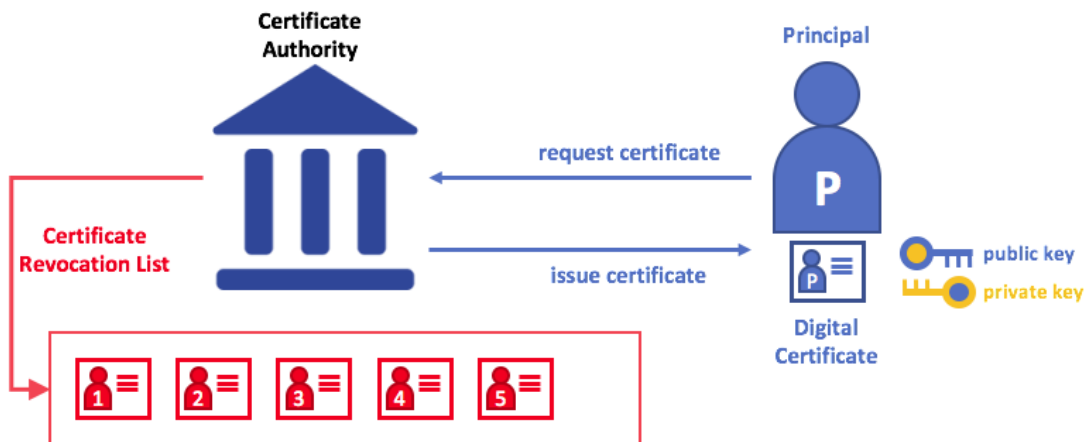 Certificate
Authority
Principal
request certificate
P
Certificate
Revocation List
issue certificate
P
public key
private key
Digital
Certificate
1
2
3
4
5